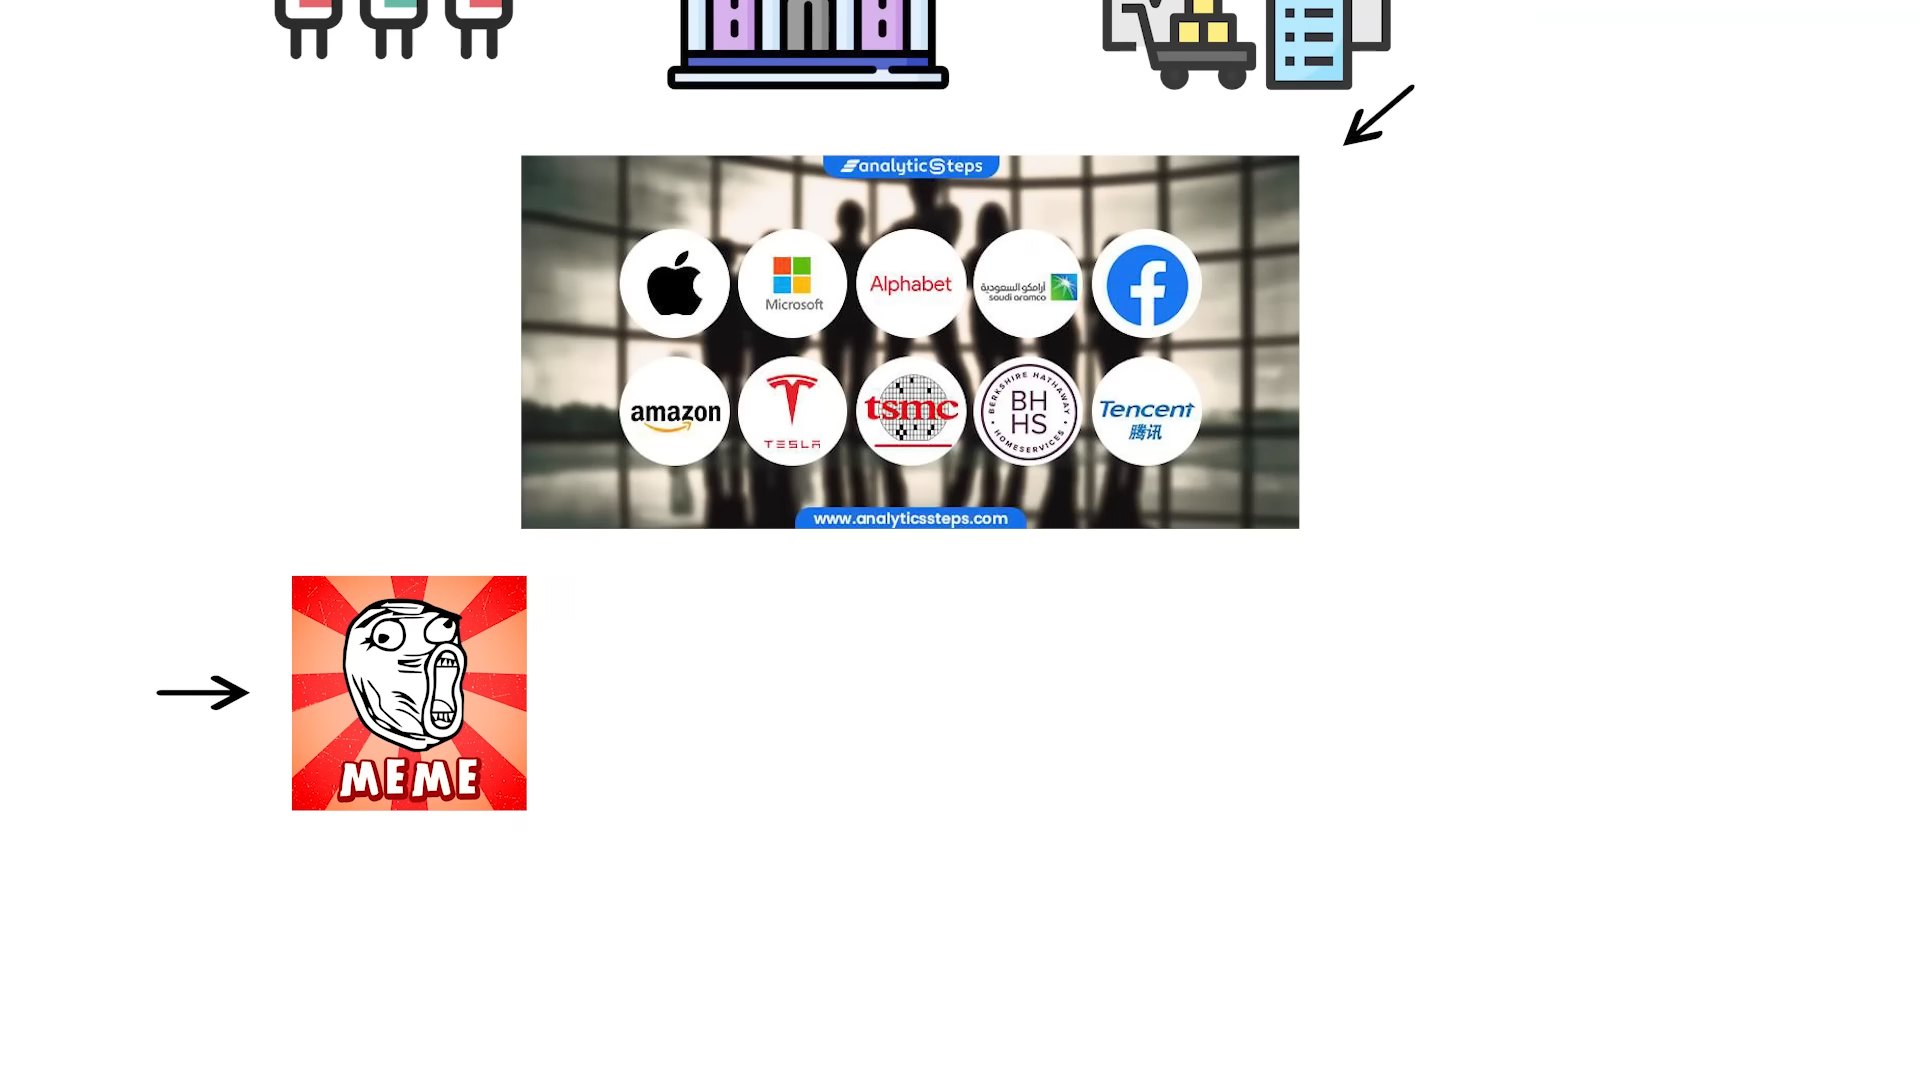 analyticSteps
Microsoft
Alphabet
أرامكو السعودية
saudi aramco
amazon
TESLA
tsmc
BERKSHIRE HATHAWAY
BH
HS
HOMESERVICES
Tencent
腾讯
www.analyticssteps.com
MEME